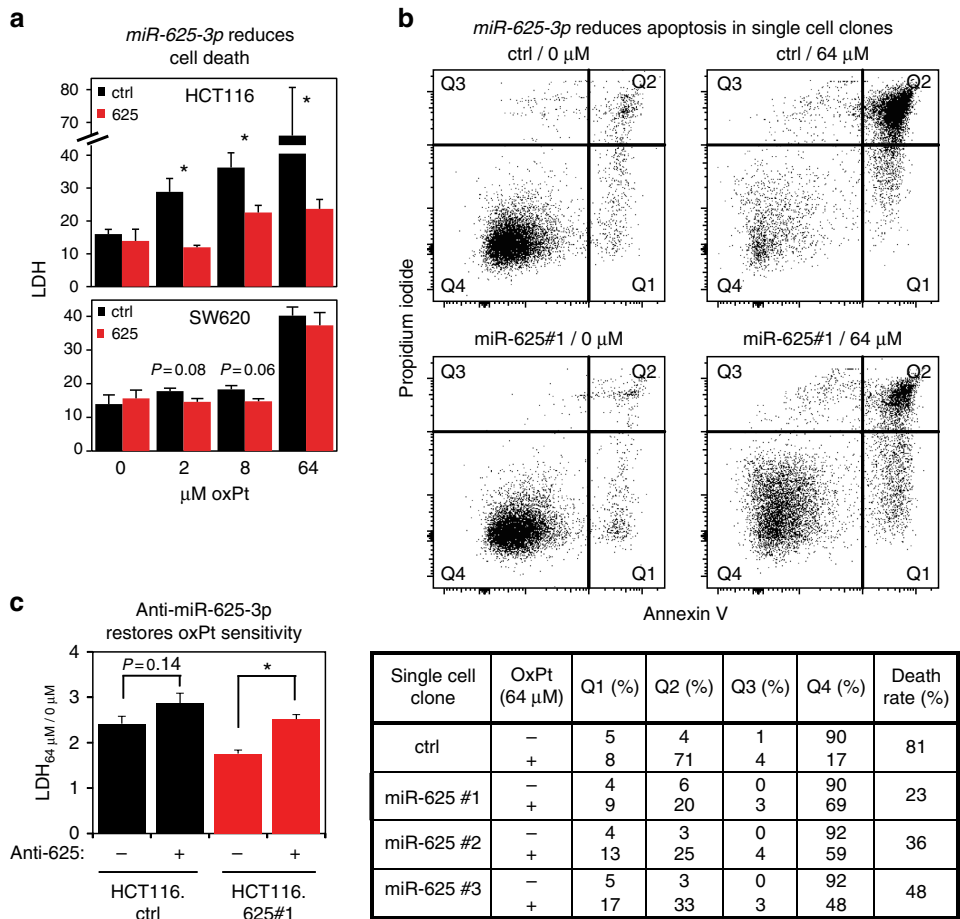 a
miR-625-3p reduces
cell death
HCT116
ctrl
625
80
70
40
30
20
10
0
LDH
*
*
*
SW620
ctrl
625
40
20
10
0
P=0.08
P=0.06
0 2 8 64
μM oxPt
b
miR-625-3p reduces apoptosis in single cell clones
ctrl / 0 μM
Q3 Q2
Q4 Q1
ctrl / 64 μM
Q3 Q2
Q4 Q1
miR-625#1 / 0 μM
Q3 Q2
Q4 Q1
miR-625#1 / 64 μM
Q3 Q2
Q4 Q1
Propidium iodide
Annexin V
c
Anti-miR-625-3p
restores oxPt sensitivity
4
3
2
1
0
LDH64 μM / 0 μM
P=0.14
*
Anti-625: – + – +
HCT116. HCT116.
ctrl 625#1
Single cell clone OxPt (64 μM) Q1 (%) Q2 (%) Q3 (%) Q4 (%) Death rate (%)
ctrl – 5 4 1 90 81
+ 8 71 4 17
miR-625 #1 – 4 6 0 90 23
+ 9 20 3 69
miR-625 #2 – 4 3 0 92 36
+ 13 25 4 59
miR-625 #3 – 5 3 0 92 48
+ 17 33 3 48